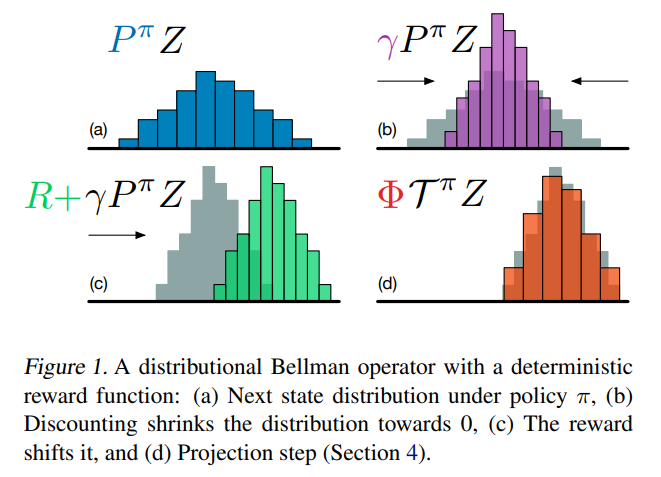 P^π Z
γP^π Z
(a)
(b)
R+γP^π Z
Φ𝒯^π Z
(c)
(d)
Figure 1. A distributional Bellman operator with a deterministic
reward function: (a) Next state distribution under policy π, (b)
Discounting shrinks the distribution towards 0, (c) The reward
shifts it, and (d) Projection step (Section 4).